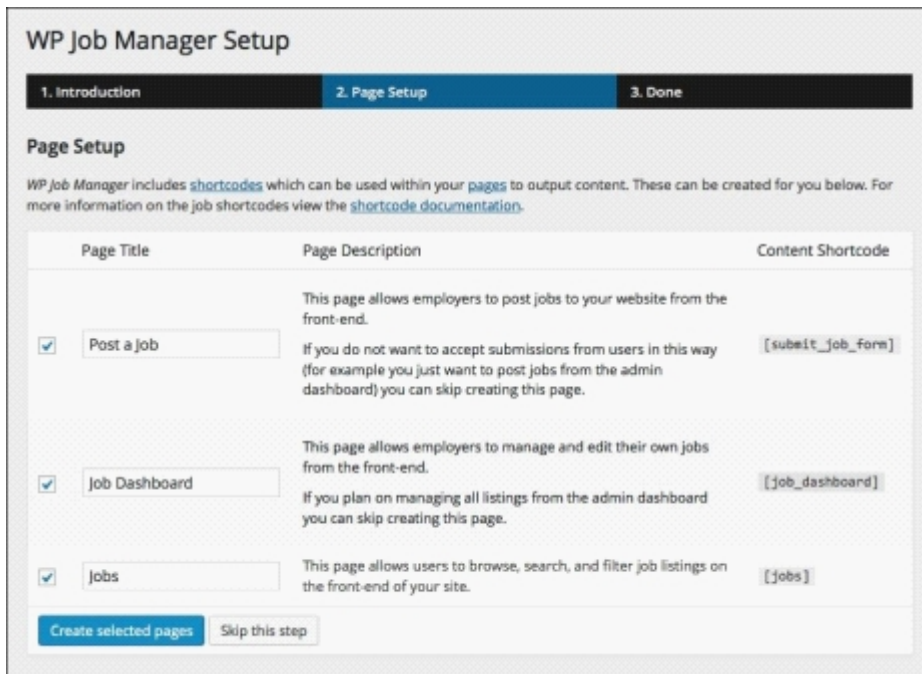 WP Job Manager Setup
1. Introduction
2. Page Setup
3. Done
Page Setup
WP Job Manager includes shortcodes which can be used within your pages to output content. These can be created for you below. For
more information on the job shortcodes view the shortcode documentation.
Page Title
Page Description
Content Shortcode
Post a Job
This page allows employers to post jobs to your website from the
front-end.
If you do not want to accept submissions from users in this way
(for example you just want to post jobs from the admin
dashboard) you can skip creating this page.
[submit_job_form]
Job Dashboard
This page allows employers to manage and edit their own jobs
from the front-end.
If you plan on managing all listings from the admin dashboard
you can skip creating this page.
[job_dashboard]
Jobs
This page allows users to browse, search, and filter job listings on
the front-end of your site.
[jobs]
Create selected pages
Skip this step